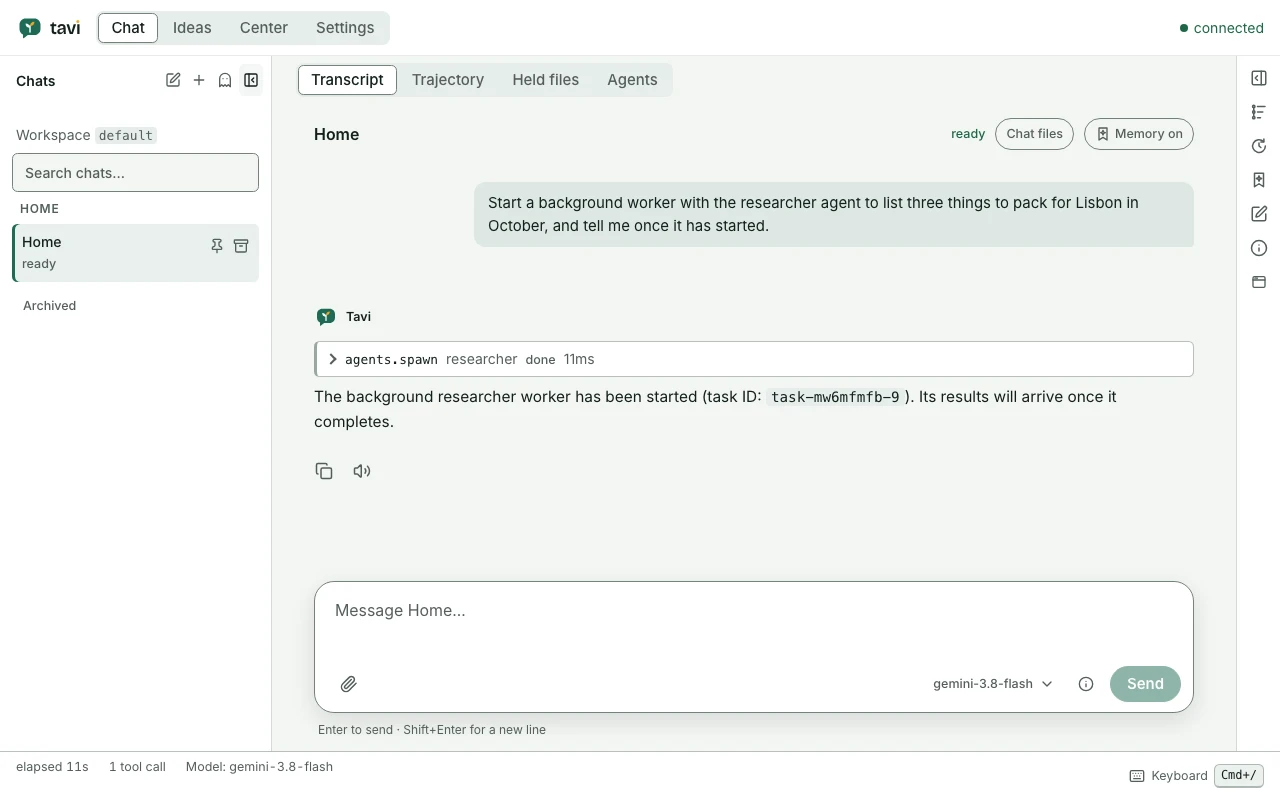 tavi
Chat Ideas Center Settings
connected
Chats
Workspace default
Search chats...
HOME
Home
ready
Archived
Transcript Trajectory Held files Agents
Home
ready Chat files Memory on
Start a background worker with the researcher agent to list three things to pack for Lisbon in
October, and tell me once it has started.
Tavi
agents.spawn researcher done 11ms
The background researcher worker has been started (task ID: task-mw6mfmfb-9). Its results will arrive once it
completes.
Message Home...
gemini-3.8-flash Send
Enter to send · Shift+Enter for a new line
elapsed 11s 1 tool call Model: gemini-3.8-flash
Keyboard Cmd+/